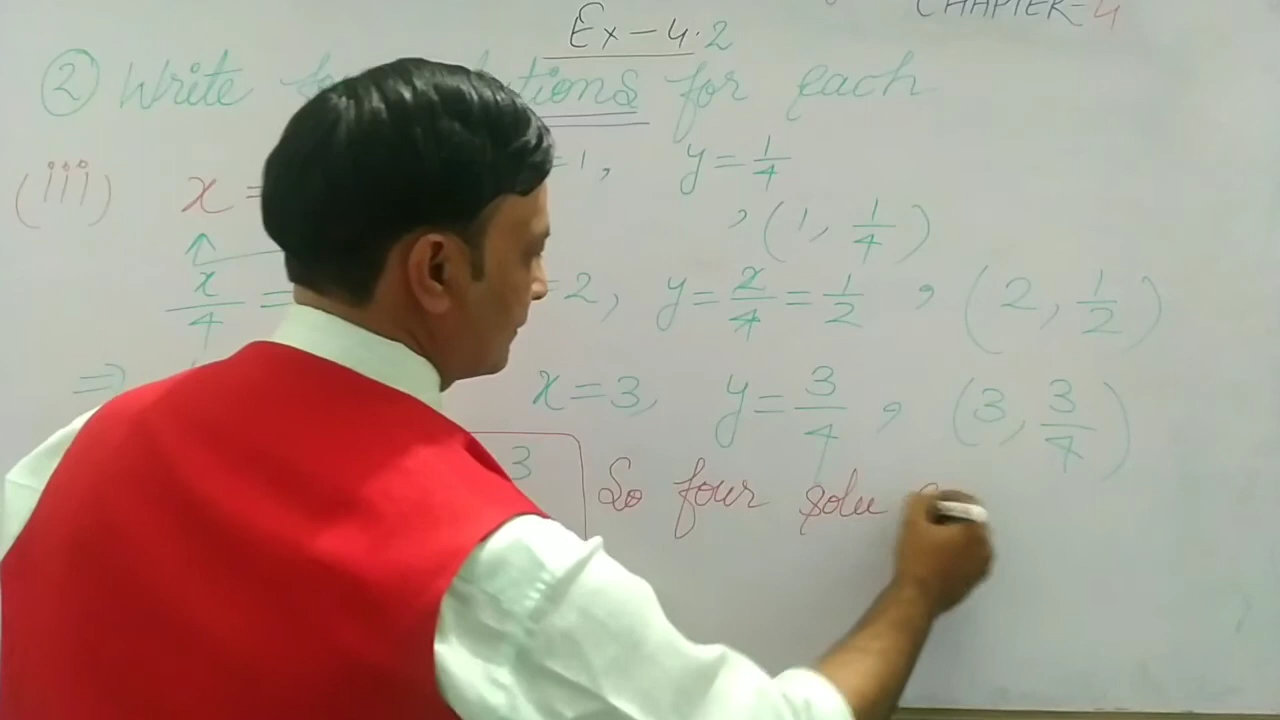 CHAPTER-4
Ex-4.2
② Write for each
(iii) x = =1, y = 1/4
, (1, 1/4)
x/4 = =2, y = 2/4 = 1/2 , (2, 1/2)
⇒ x = 3, y = 3/4 , (3, 3/4)
3 So four solu